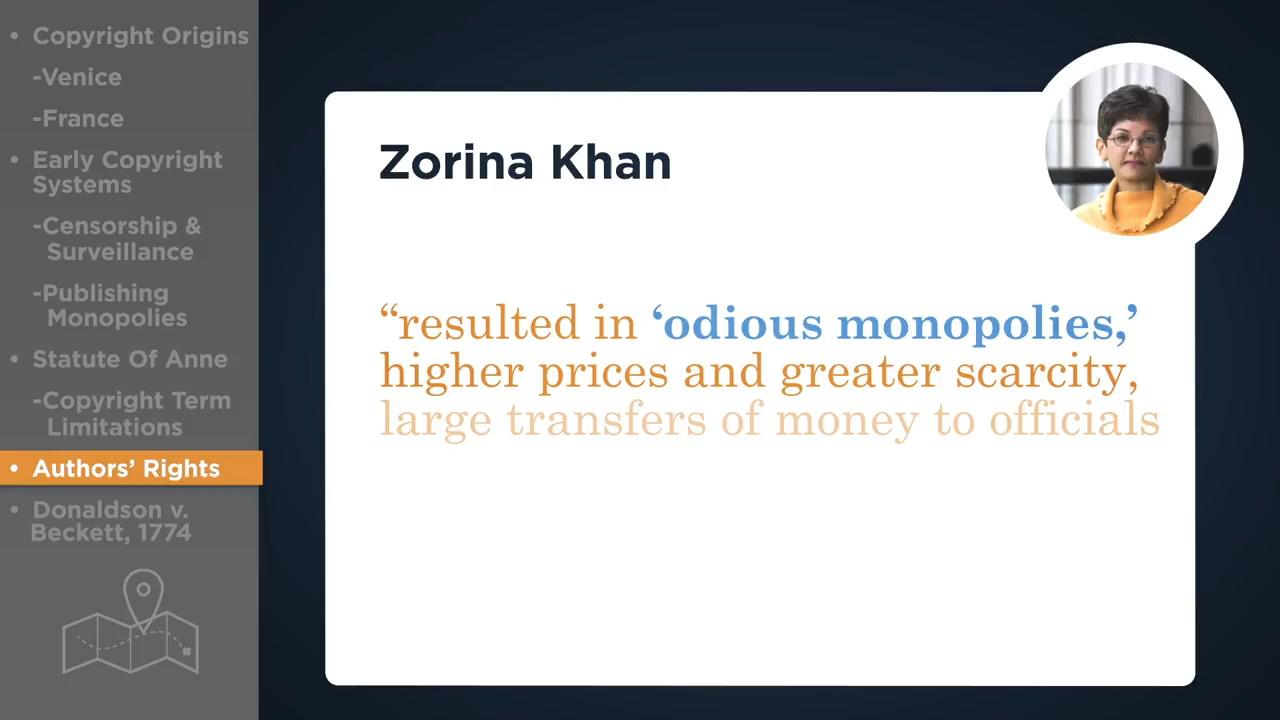 • Copyright Origins
-Venice
-France
• Early Copyright
Systems
-Censorship &
Surveillance
-Publishing
Monopolies
• Statute Of Anne
-Copyright Term
Limitations
• Authors’ Rights
• Donaldson v.
Beckett, 1774
Zorina Khan
“resulted in ‘odious monopolies,’
higher prices and greater scarcity,
large transfers of money to officials